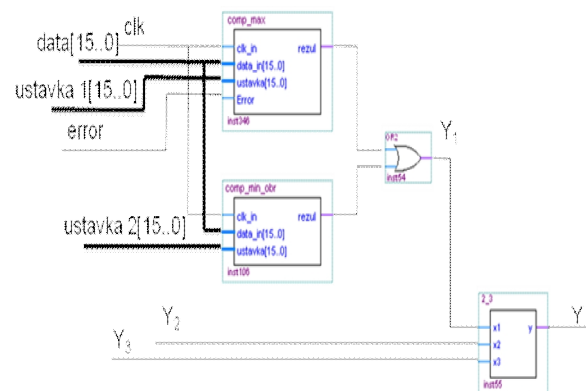 clk
data[15..0]
ustavka 1[15..0]
error
comp_max
clk_in
data_in[15..0]
ustavka[15..0]
Error
rezul
inst346
ustavka 2[15..0]
comp_min_obr
clk_in
data_in[15..0]
ustavka[15..0]
rezul
inst106
OR2
inst54
Y1
Y2
Y3
2_3
x1
x2
x3
y
inst55
Y